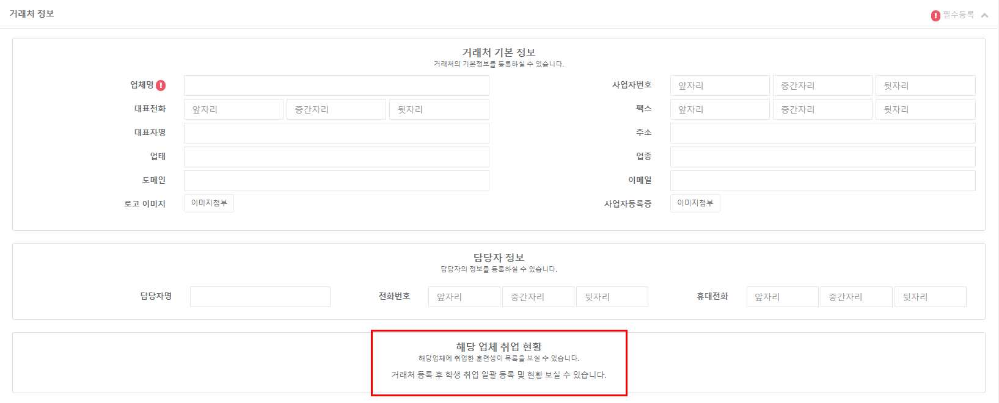 거래처 정보
! 필수등록
거래처 기본 정보
거래처의 기본정보를 등록하실 수 있습니다.
업체명 !
사업자번호 앞자리 중간자리 뒷자리
대표전화 앞자리 중간자리 뒷자리
팩스 앞자리 중간자리 뒷자리
대표자명
주소
업태
업종
도메인
이메일
로고 이미지 이미지첨부
사업자등록증 이미지첨부
담당자 정보
담당자의 정보를 등록하실 수 있습니다.
담당자명 전화번호 앞자리 중간자리 뒷자리 휴대전화 앞자리 중간자리 뒷자리
해당 업체 취업 현황
해당업체에 취업한 훈련생이 목록을 보실 수 있습니다.
거래처 등록 후 학생 취업 일괄 등록 및 현황 보실 수 있습니다.